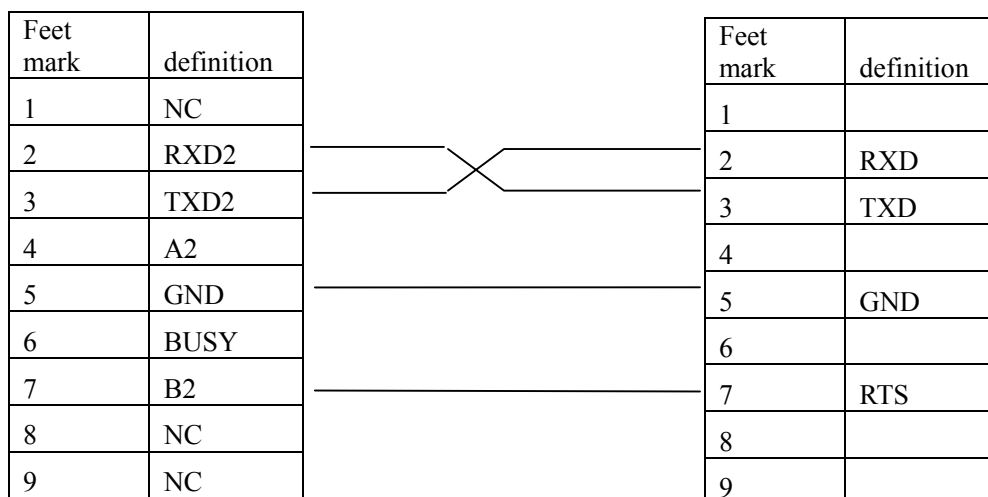 Feet mark definition
1 NC
2 RXD2
3 TXD2
4 A2
5 GND
6 BUSY
7 B2
8 NC
9 NC
Feet mark definition
1
2 RXD
3 TXD
4
5 GND
6
7 RTS
8
9